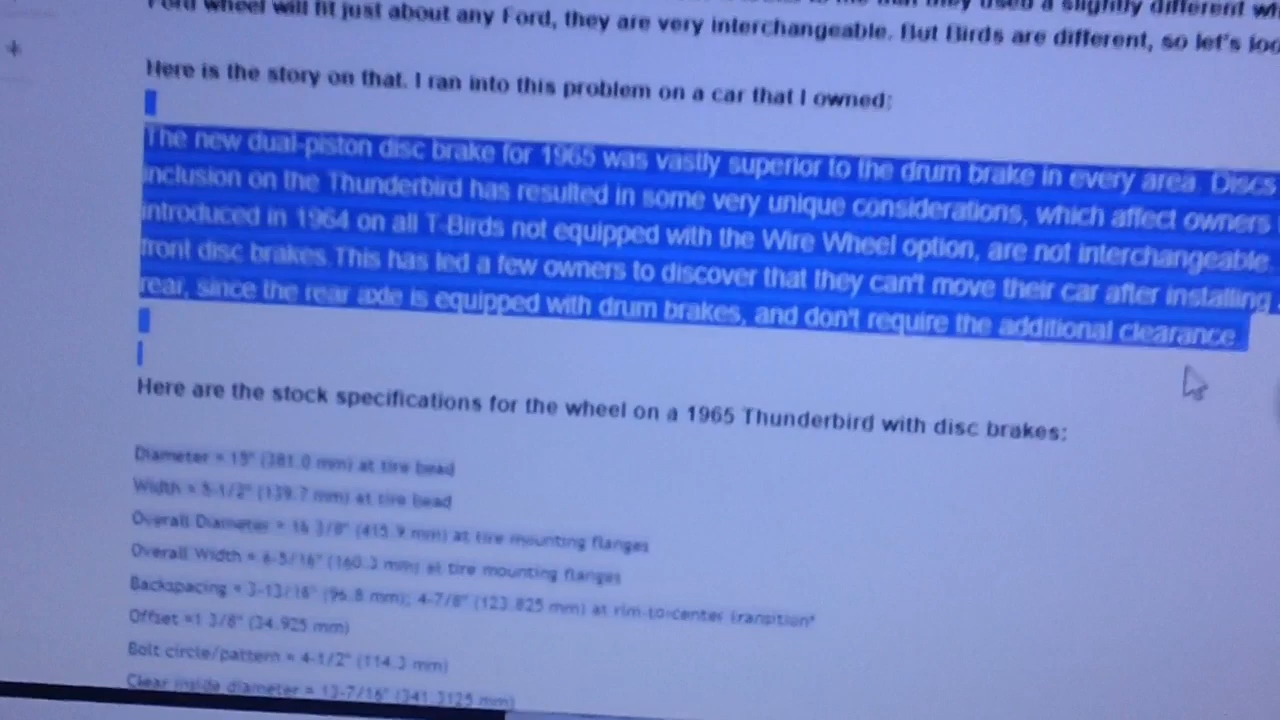 Ford wheel will fit just about any Ford, they are very interchangeable. But Birds are different, so let's
Here is the story on that. I ran into this problem on a car that I owned:
The new dual-piston disc brake for 1965 was vastly superior to the drum brake in every area. Discs
inclusion on the Thunderbird has resulted in some very unique considerations, which affect owners
introduced in 1964 on all T-Birds not equipped with the Wire Wheel option, are not interchangeable
front disc brakes. This has led a few owners to discover that they can't move their car after installing
rear, since the rear axle is equipped with drum brakes, and don't require the additional clearance.
Here are the stock specifications for the wheel on a 1965 Thunderbird with disc brakes:
Diameter = 15" (381.0 mm) at tire bead
Width = 5-1/2" (139.7 mm) at tire bead
Overall Diameter = 16 3/8" (415.9 mm) at tire mounting flanges
Overall Width = 6-5/16" (160.3 mm) at tire mounting flanges
Backspacing = 3-13/16" (96.8 mm); 4-7/8" (123.825 mm) at rim-to-center transition*
Offset =1 3/8" (34.925 mm)
Bolt circle/pattern = 4-1/2" (114.3 mm)
Clear inside diameter = 13-7/16" (341.3125 mm)